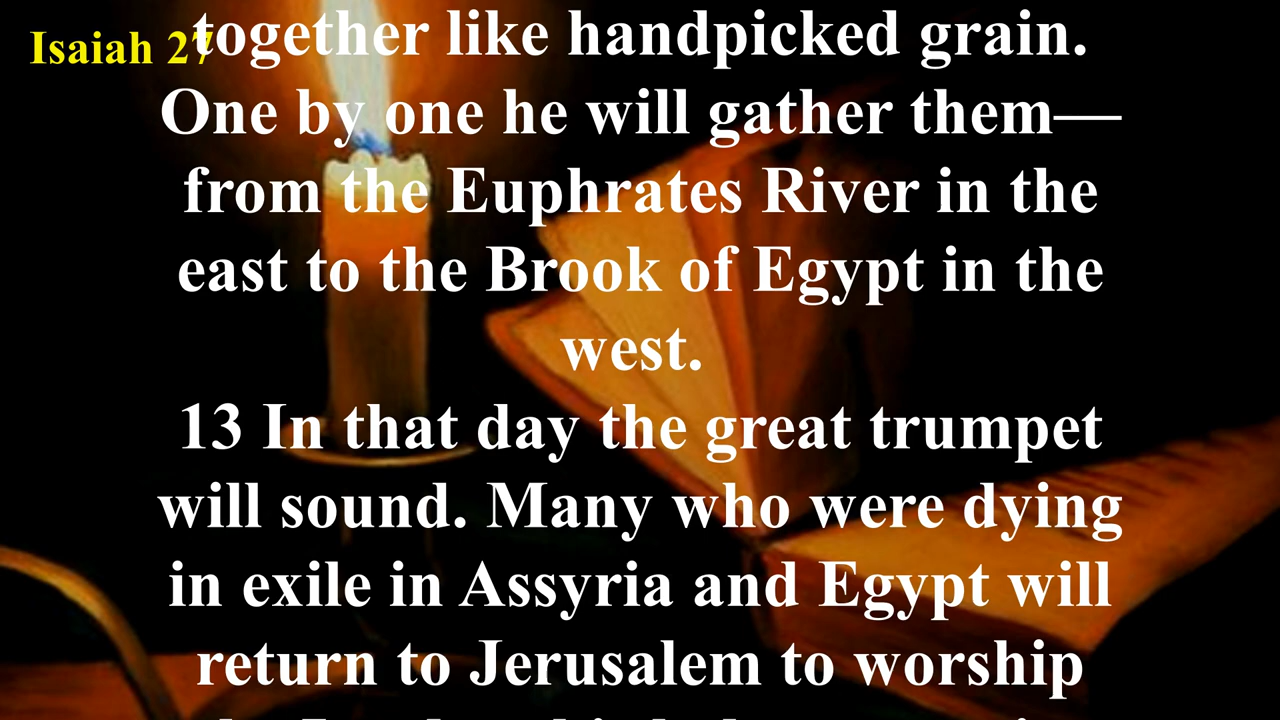 Isaiah 27
together like handpicked grain.
One by one he will gather them—
from the Euphrates River in the
east to the Brook of Egypt in the
west.
13 In that day the great trumpet
will sound. Many who were dying
in exile in Assyria and Egypt will
return to Jerusalem to worship